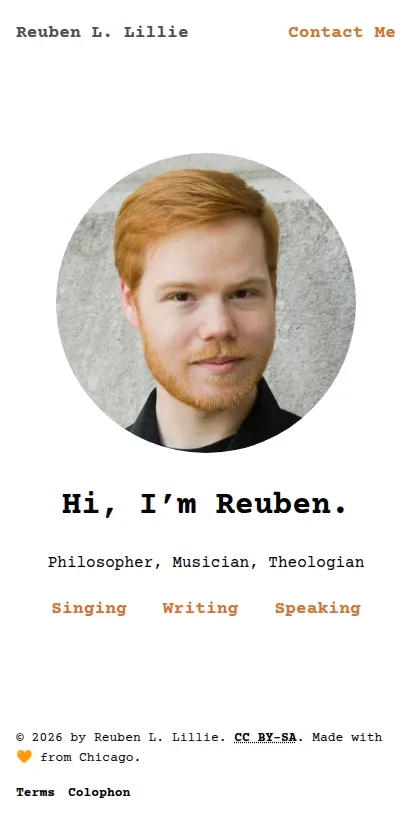 Reuben L. Lillie Contact Me
Hi, I’m Reuben.
Philosopher, Musician, Theologian
Singing Writing Speaking
© 2026 by Reuben L. Lillie. CC BY-SA. Made with
🧡 from Chicago.
Terms Colophon